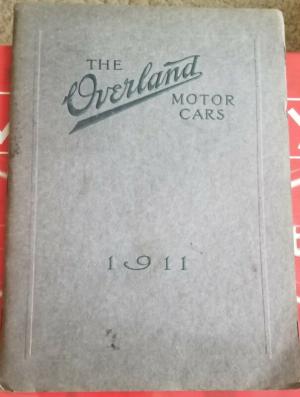 THE
Overland
MOTOR
CARS
1911